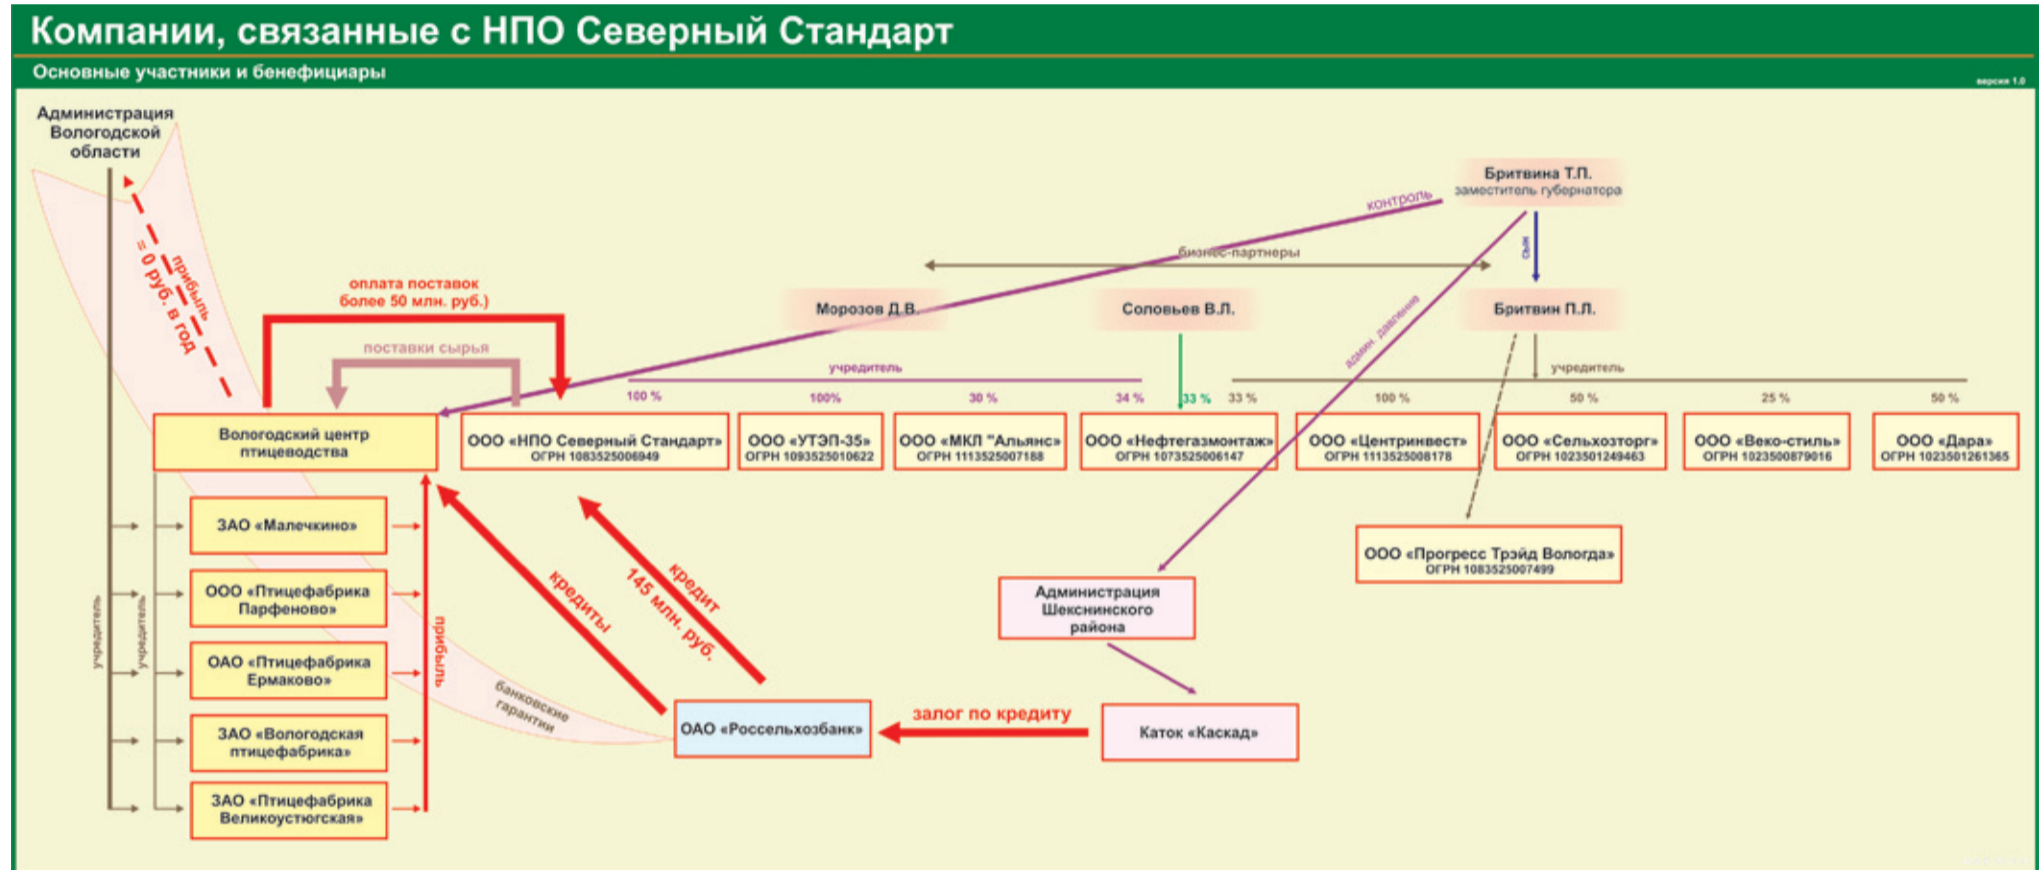 Компании, связанные с НПО Северный Стандарт
Основные участники и бенефициары
версия 1.0
Администрация
Вологодской
области
Бритвина Т.П.
заместитель губернатора
контроль
сын
бизнес-партнеры
прибыль
= 0 руб. в год
оплата поставок
более 50 млн. руб.)
Морозов Д.В.
Соловьев В.Л.
Бритвин П.Л.
админ. давление
поставки сырья
учредитель
учредитель
100 %
100%
30 %
34 %
33 %
33 %
100 %
50 %
25 %
50 %
Вологодский центр
птицеводства
ООО «НПО Северный Стандарт»
ОГРН 1083525006949
ООО «УТЭП-35»
ОГРН 1093525010622
ООО «МКЛ "Альянс»
ОГРН 1113525007188
ООО «Нефтегазмонтаж»
ОГРН 1073525006147
ООО «Центринвест»
ОГРН 1113525008178
ООО «Сельхозторг»
ОГРН 1023501249463
ООО «Веко-стиль»
ОГРН 1023500879016
ООО «Дара»
ОГРН 1023501261365
ЗАО «Малечкино»
ООО «Птицефабрика
Парфеново»
ОАО «Птицефабрика
Ермаково»
ЗАО «Вологодская
птицефабрика»
ЗАО «Птицефабрика
Великоустюгская»
учредитель
учредитель
прибыль
кредиты
кредит
145 млн. руб.
ООО «Прогресс Трэйд Вологда»
ОГРН 1083525007499
Администрация
Шекснинского
района
банковские
гарантии
ОАО «Россельхозбанк»
залог по кредиту
Каток «Каскад»